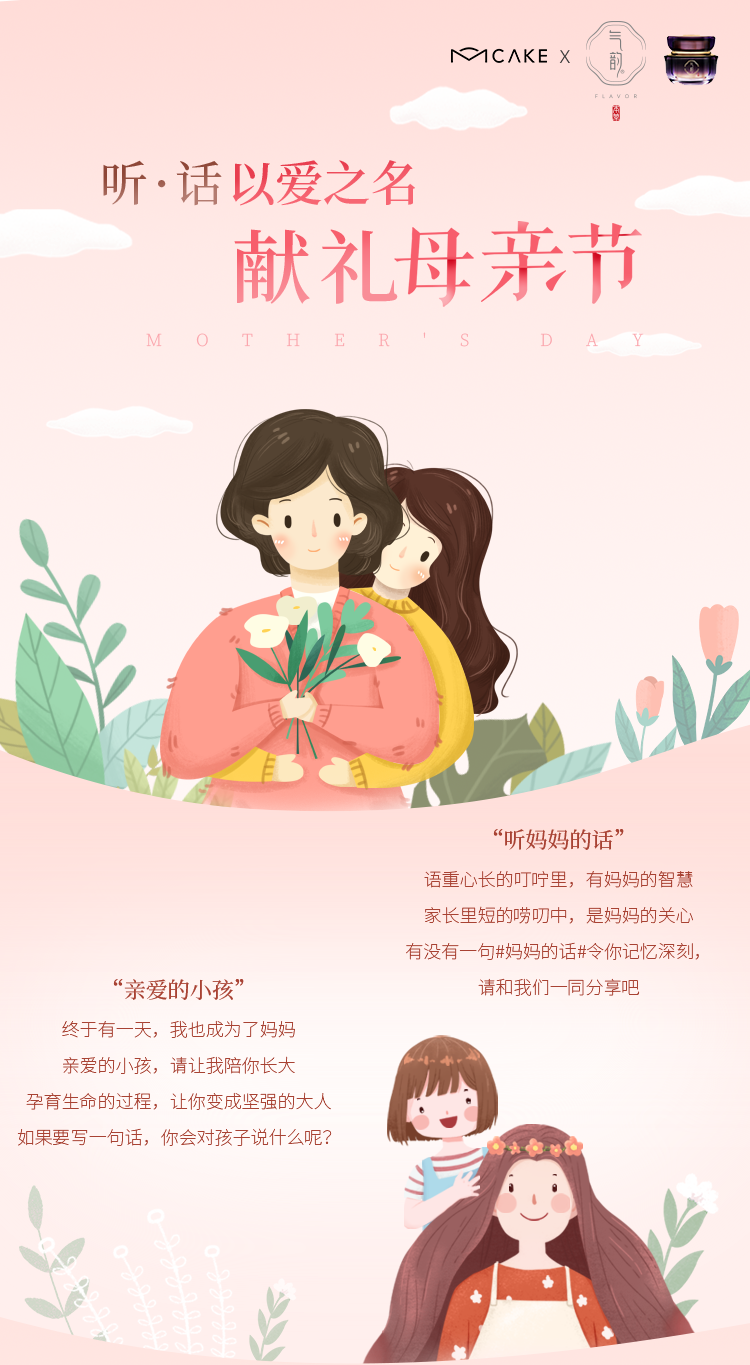 MCAKE X 气韵
FLAVOR
听·话以爱之名
献礼母亲节
MOTHER'S DAY
“听妈妈的话”
语重心长的叮咛里，有妈妈的智慧
家长里短的唠叨中，是妈妈的关心
有没有一句#妈妈的话#令你记忆深刻，
请和我们一同分享吧
“亲爱的小孩”
终于有一天，我也成为了妈妈
亲爱的小孩，请让我陪你长大
孕育生命的过程，让你变成坚强的大人
如果要写一句话，你会对孩子说什么呢？